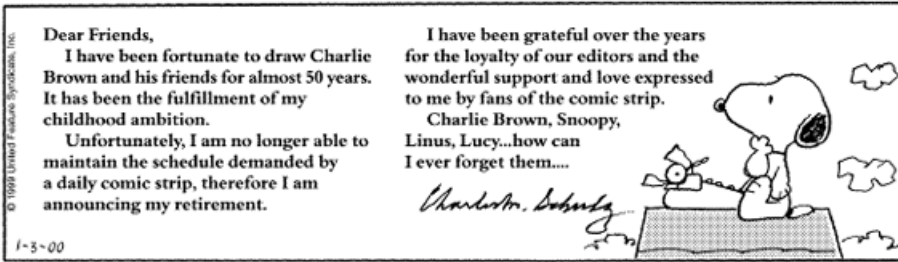 © 1999 United Feature Syndicate, Inc.
Dear Friends,
I have been fortunate to draw Charlie
Brown and his friends for almost 50 years.
It has been the fulfillment of my
childhood ambition.
Unfortunately, I am no longer able to
maintain the schedule demanded by
a daily comic strip, therefore I am
announcing my retirement.
1-3-00
I have been grateful over the years
for the loyalty of our editors and the
wonderful support and love expressed
to me by fans of the comic strip.
Charlie Brown, Snoopy,
Linus, Lucy...how can
I ever forget them....
Charles M. Schulz